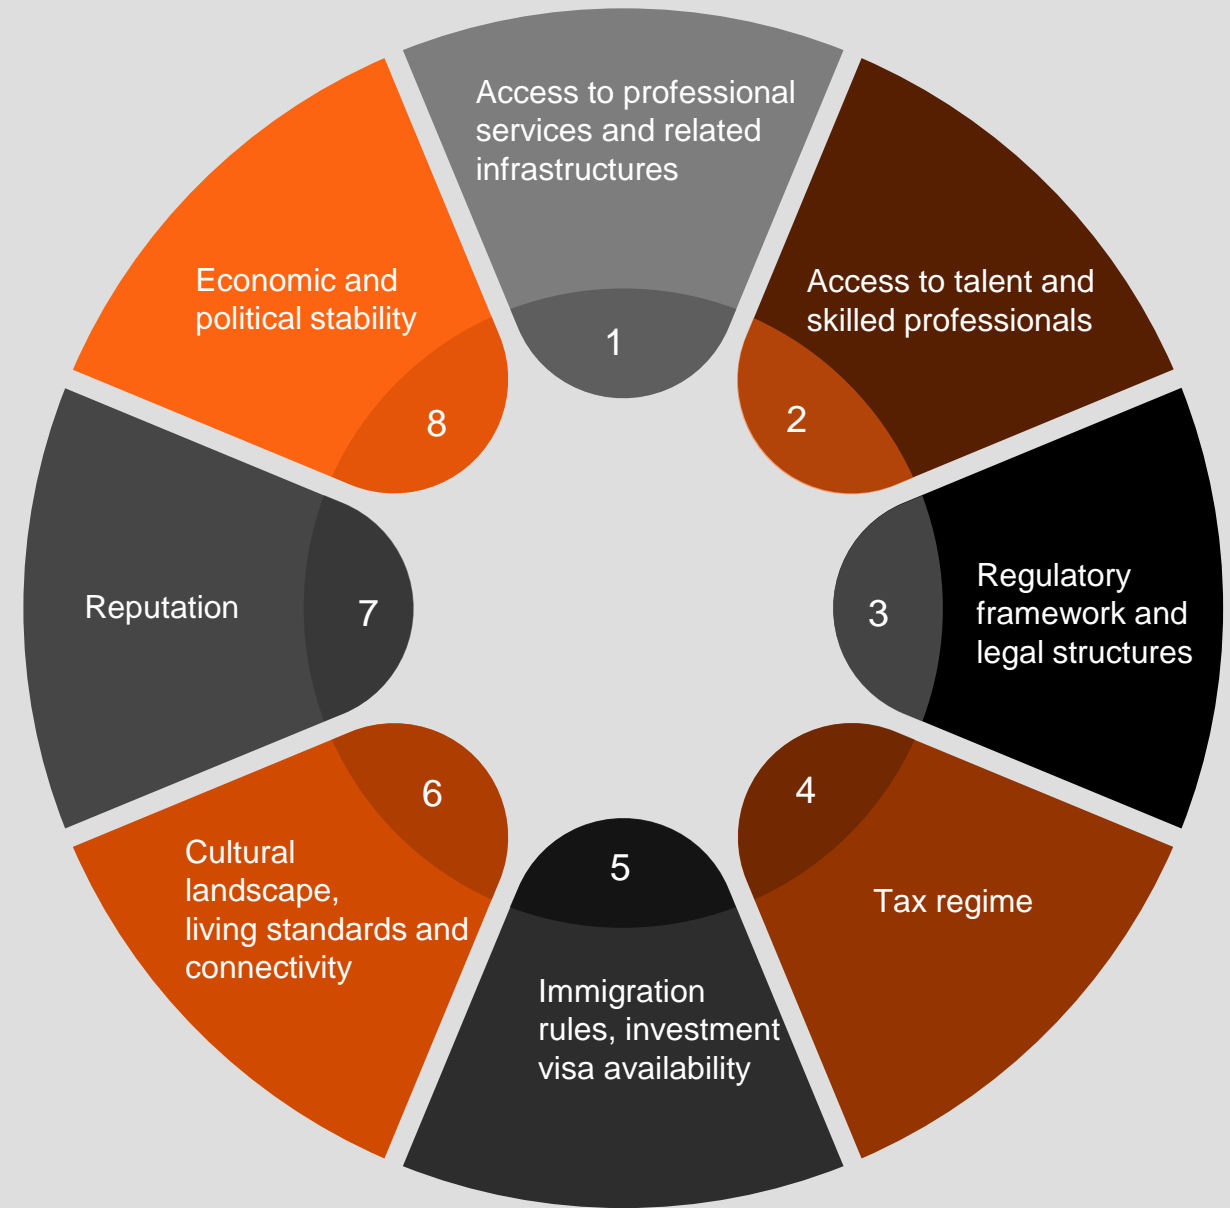 Access to professional
services and related
infrastructures
1
Access to talent and
skilled professionals
2
Regulatory
framework and
legal structures
3
Tax regime
4
Immigration
rules, investment
visa availability
5
Cultural
landscape,
living standards and
connectivity
6
Reputation
7
Economic and
political stability
8